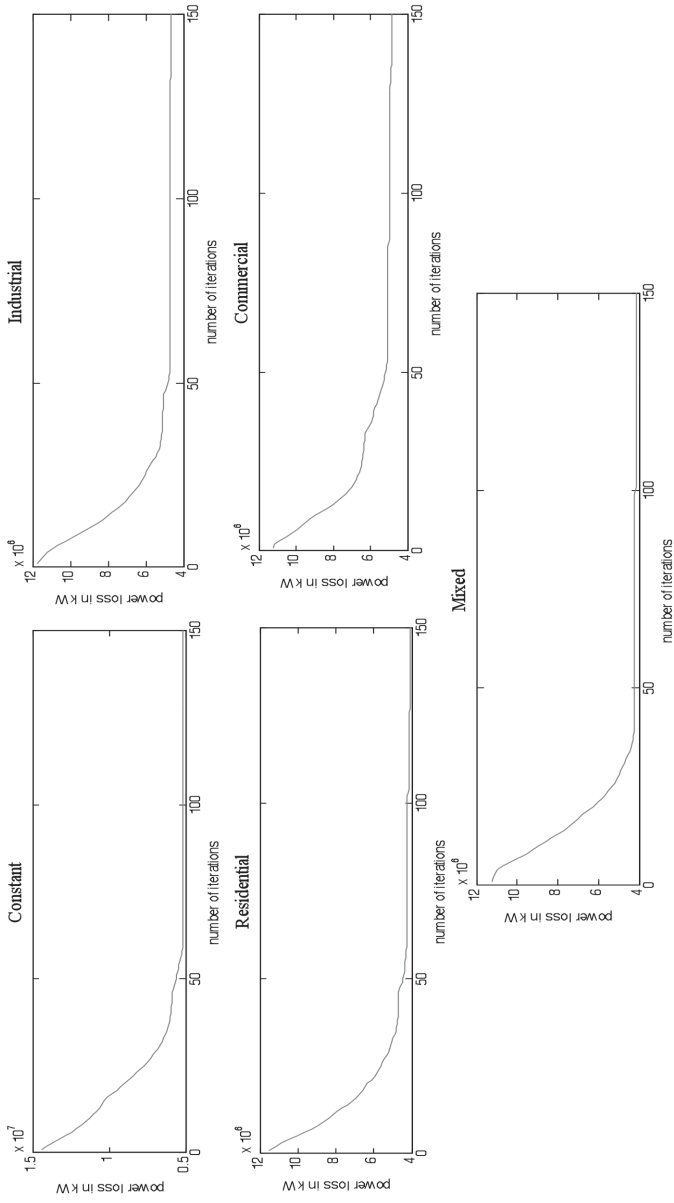 Constant
x 10^7
1.5
1
0.5
power loss in kW
0 50 100 150
number of iterations
Industrial
x 10^6
12
10
8
6
4
power loss in kW
0 50 100 150
number of iterations
Residential
x 10^6
12
10
8
6
4
power loss in kW
0 50 100 150
number of iterations
Commercial
x 10^6
12
10
8
6
4
power loss in kW
0 50 100 150
number of iterations
Mixed
x 10^6
12
10
8
6
4
power loss in kW
0 50 100 150
number of iterations